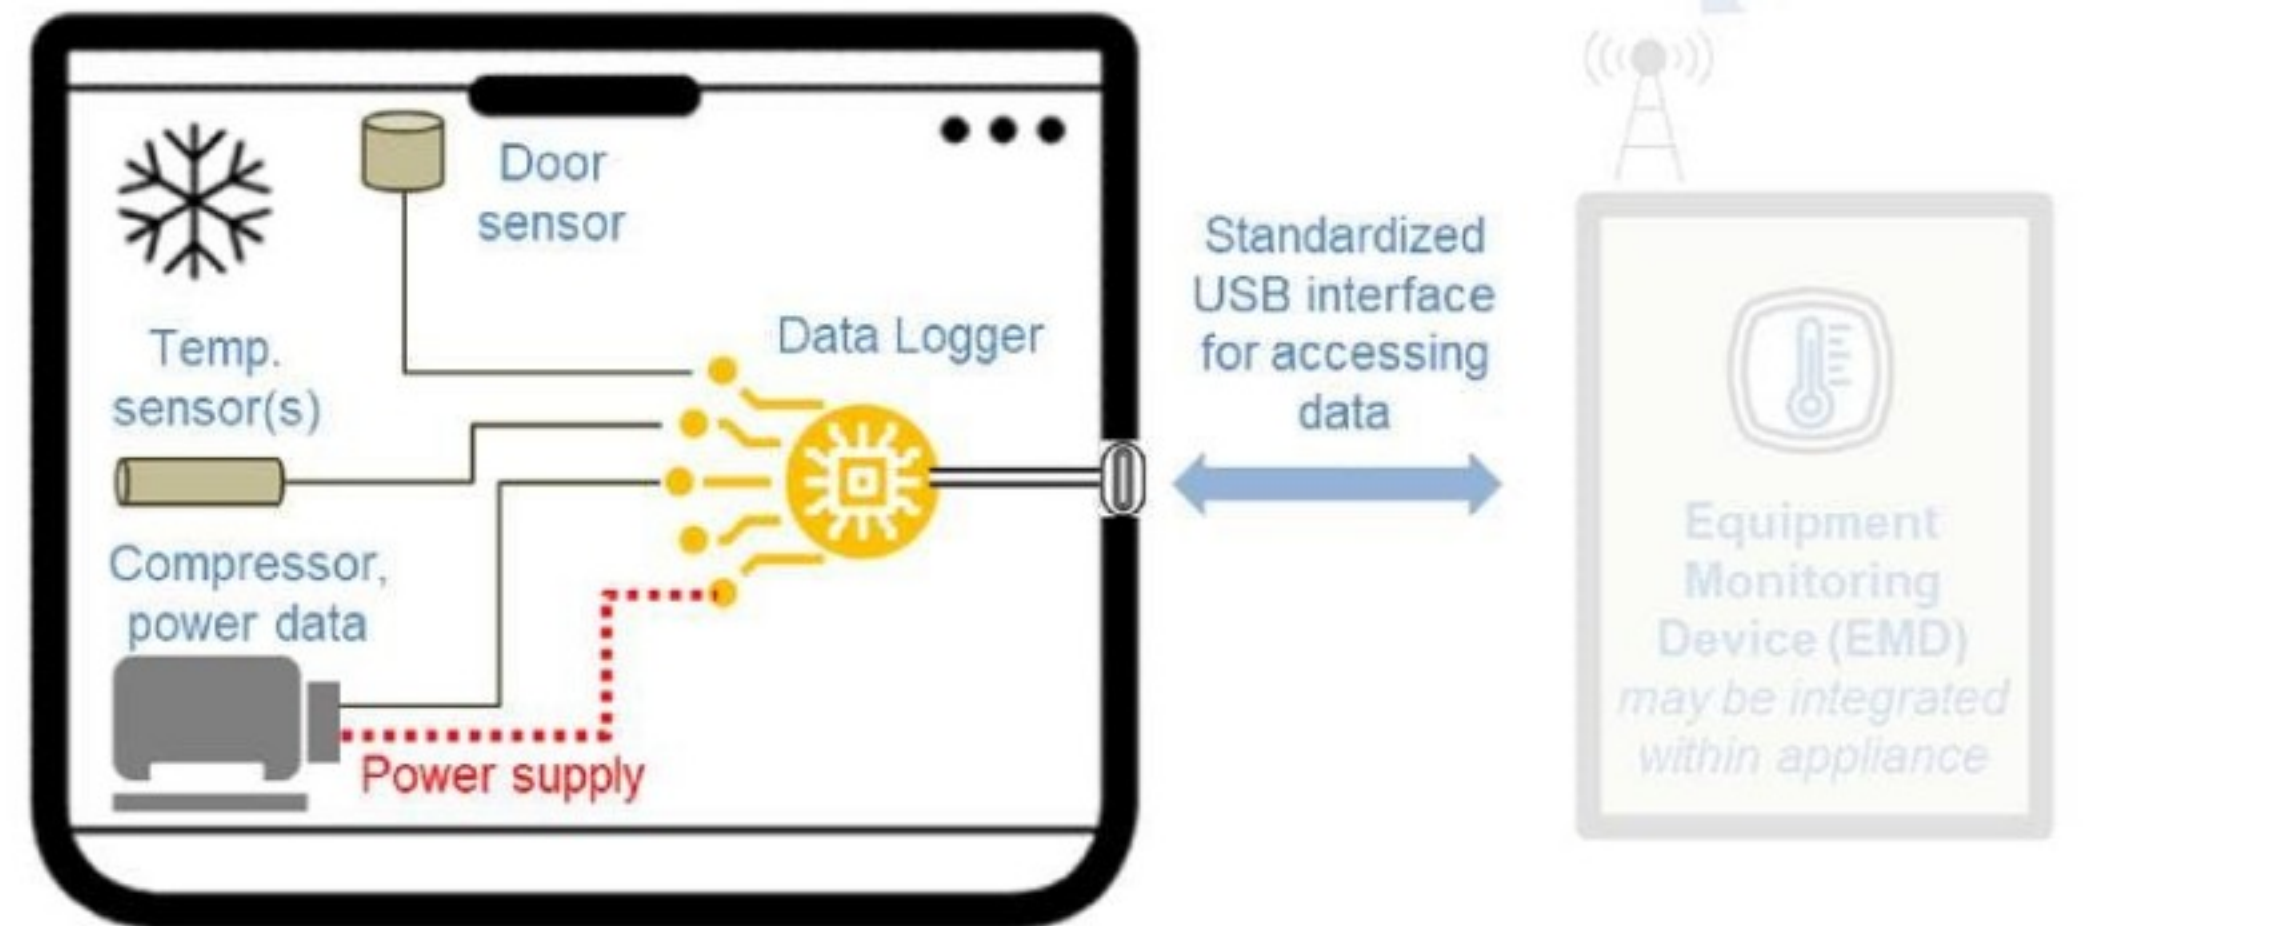 Door
sensor
Temp.
sensor(s)
Data Logger
Compressor,
power data
Power supply
Standardized
USB interface
for accessing
data
Equipment
Monitoring
Device (EMD)
may be integrated
within appliance